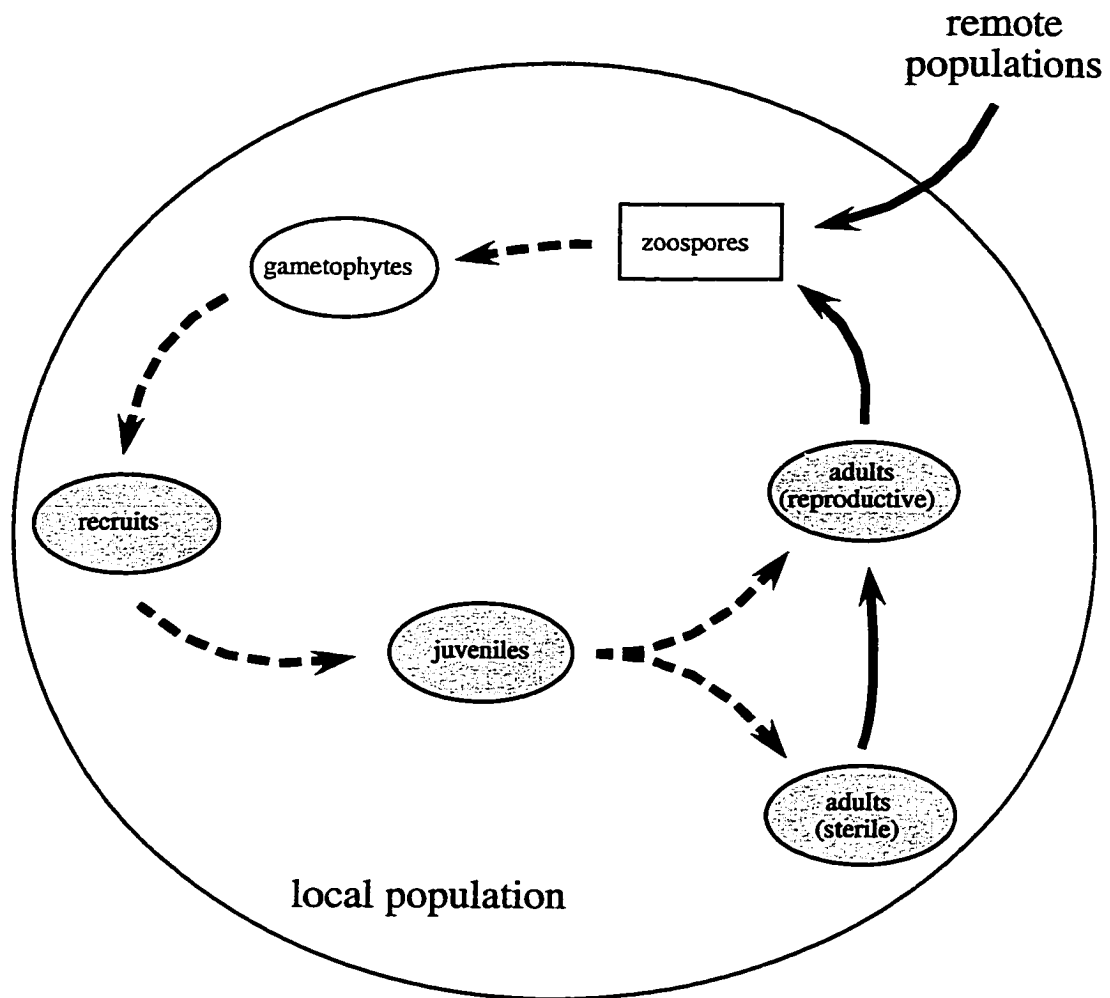 remote
populations
zoospores
gametophytes
adults
(reproductive)
recruits
juveniles
adults
(sterile)
local population